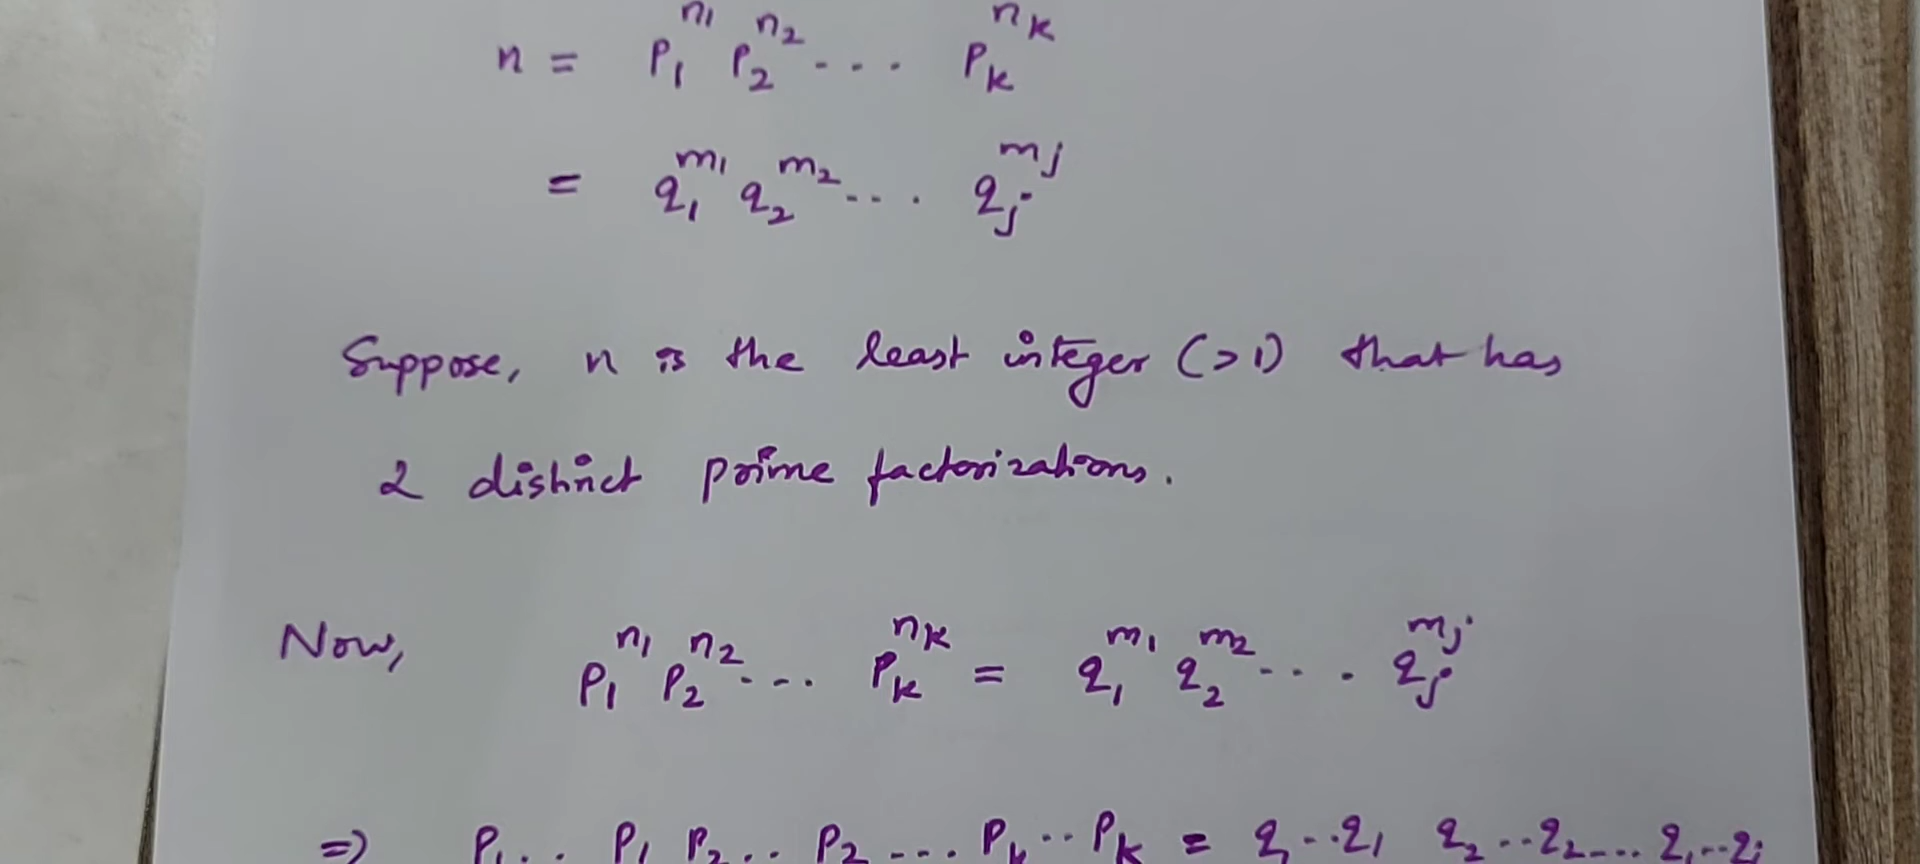 n = p₁^n₁ p₂^n₂ ... p_k^n_k
= q₁^m₁ q₂^m₂ .... q_j^m_j
Suppose, n is the least integer (>1) that has
2 distinct prime factorizations.
Now, p₁^n₁ p₂^n₂ .... p_k^n_k = q₁^m₁ q₂^m₂ .... q_j^m_j
⇒ p₁... p₁ p₂... p₂ .... p_k... p_k = q₁...q₁ q₂...q₂.... q_j...q_j